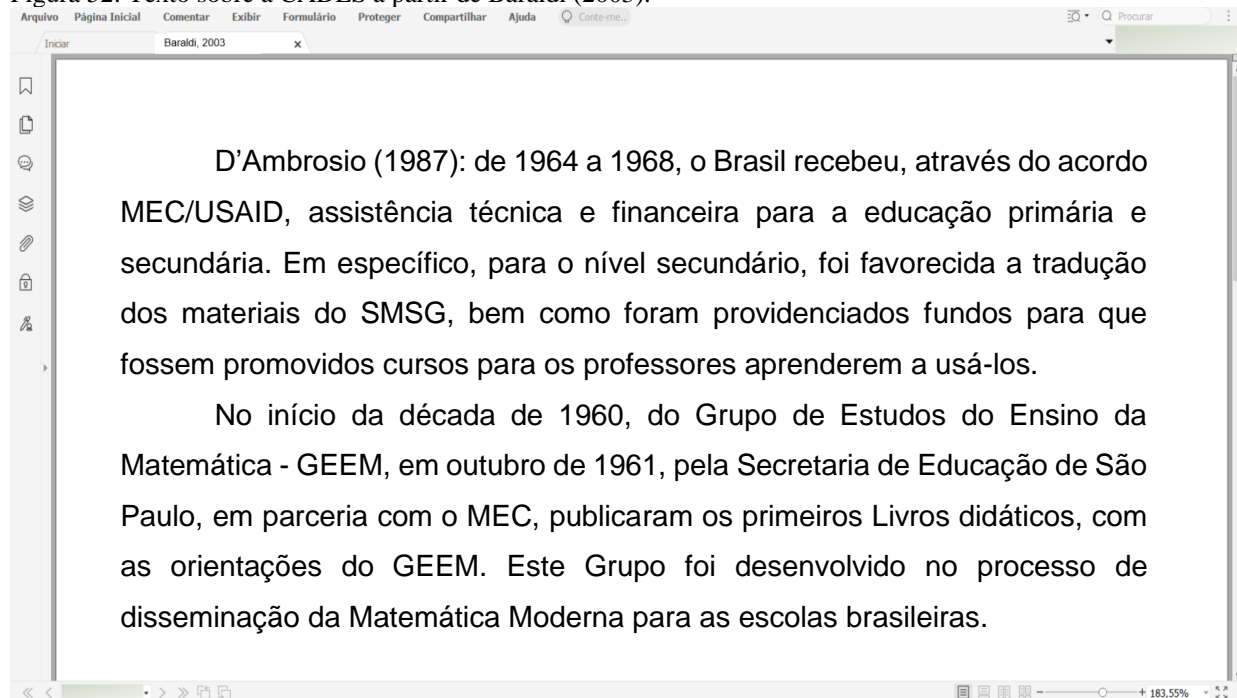 Figura 32: Texto sobre a CADES a partir de Baraldi (2003).
Arquivo Página Inicial Comentar Exibir Formulário Proteger Compartilhar Ajuda Conte-me... Procurar
Iniciar Baraldi, 2003 x
D’Ambrosio (1987): de 1964 a 1968, o Brasil recebeu, através do acordo
MEC/USAID, assistência técnica e financeira para a educação primária e
secundária. Em específico, para o nível secundário, foi favorecida a tradução
dos materiais do SMSG, bem como foram providenciados fundos para que
fossem promovidos cursos para os professores aprenderem a usá-los.
No início da década de 1960, do Grupo de Estudos do Ensino da
Matemática - GEEM, em outubro de 1961, pela Secretaria de Educação de São
Paulo, em parceria com o MEC, publicaram os primeiros Livros didáticos, com
as orientações do GEEM. Este Grupo foi desenvolvido no processo de
disseminação da Matemática Moderna para as escolas brasileiras.
183,55%